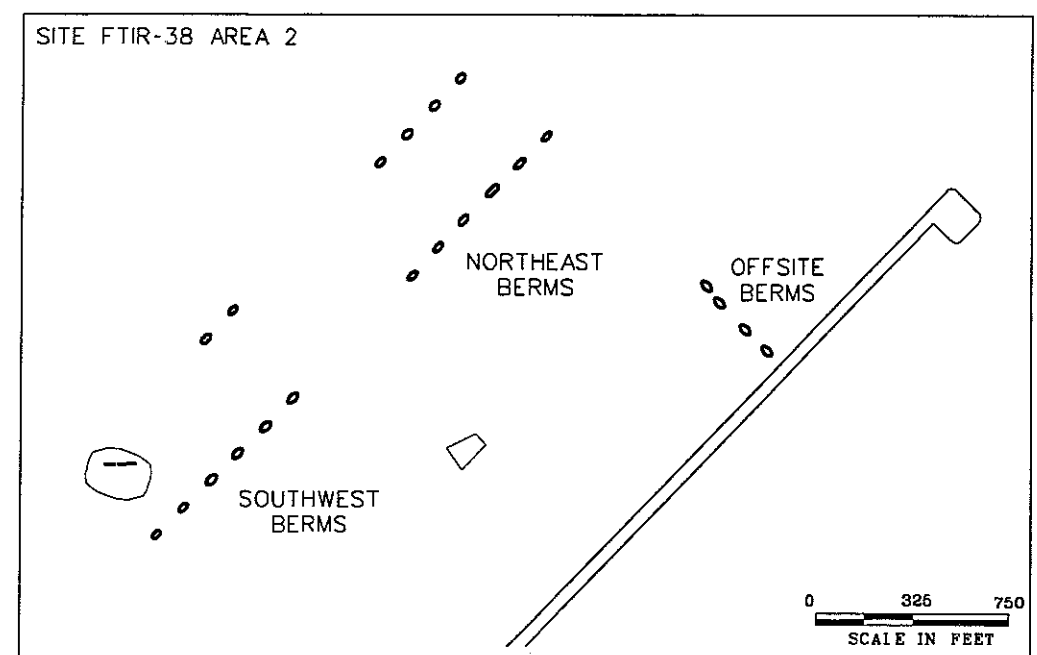 SITE FTIR-38 AREA 2
NORTHEAST
BERMS
OFFSITE
BERMS
SOUTHWEST
BERMS
0 325 750
SCALE IN FEET